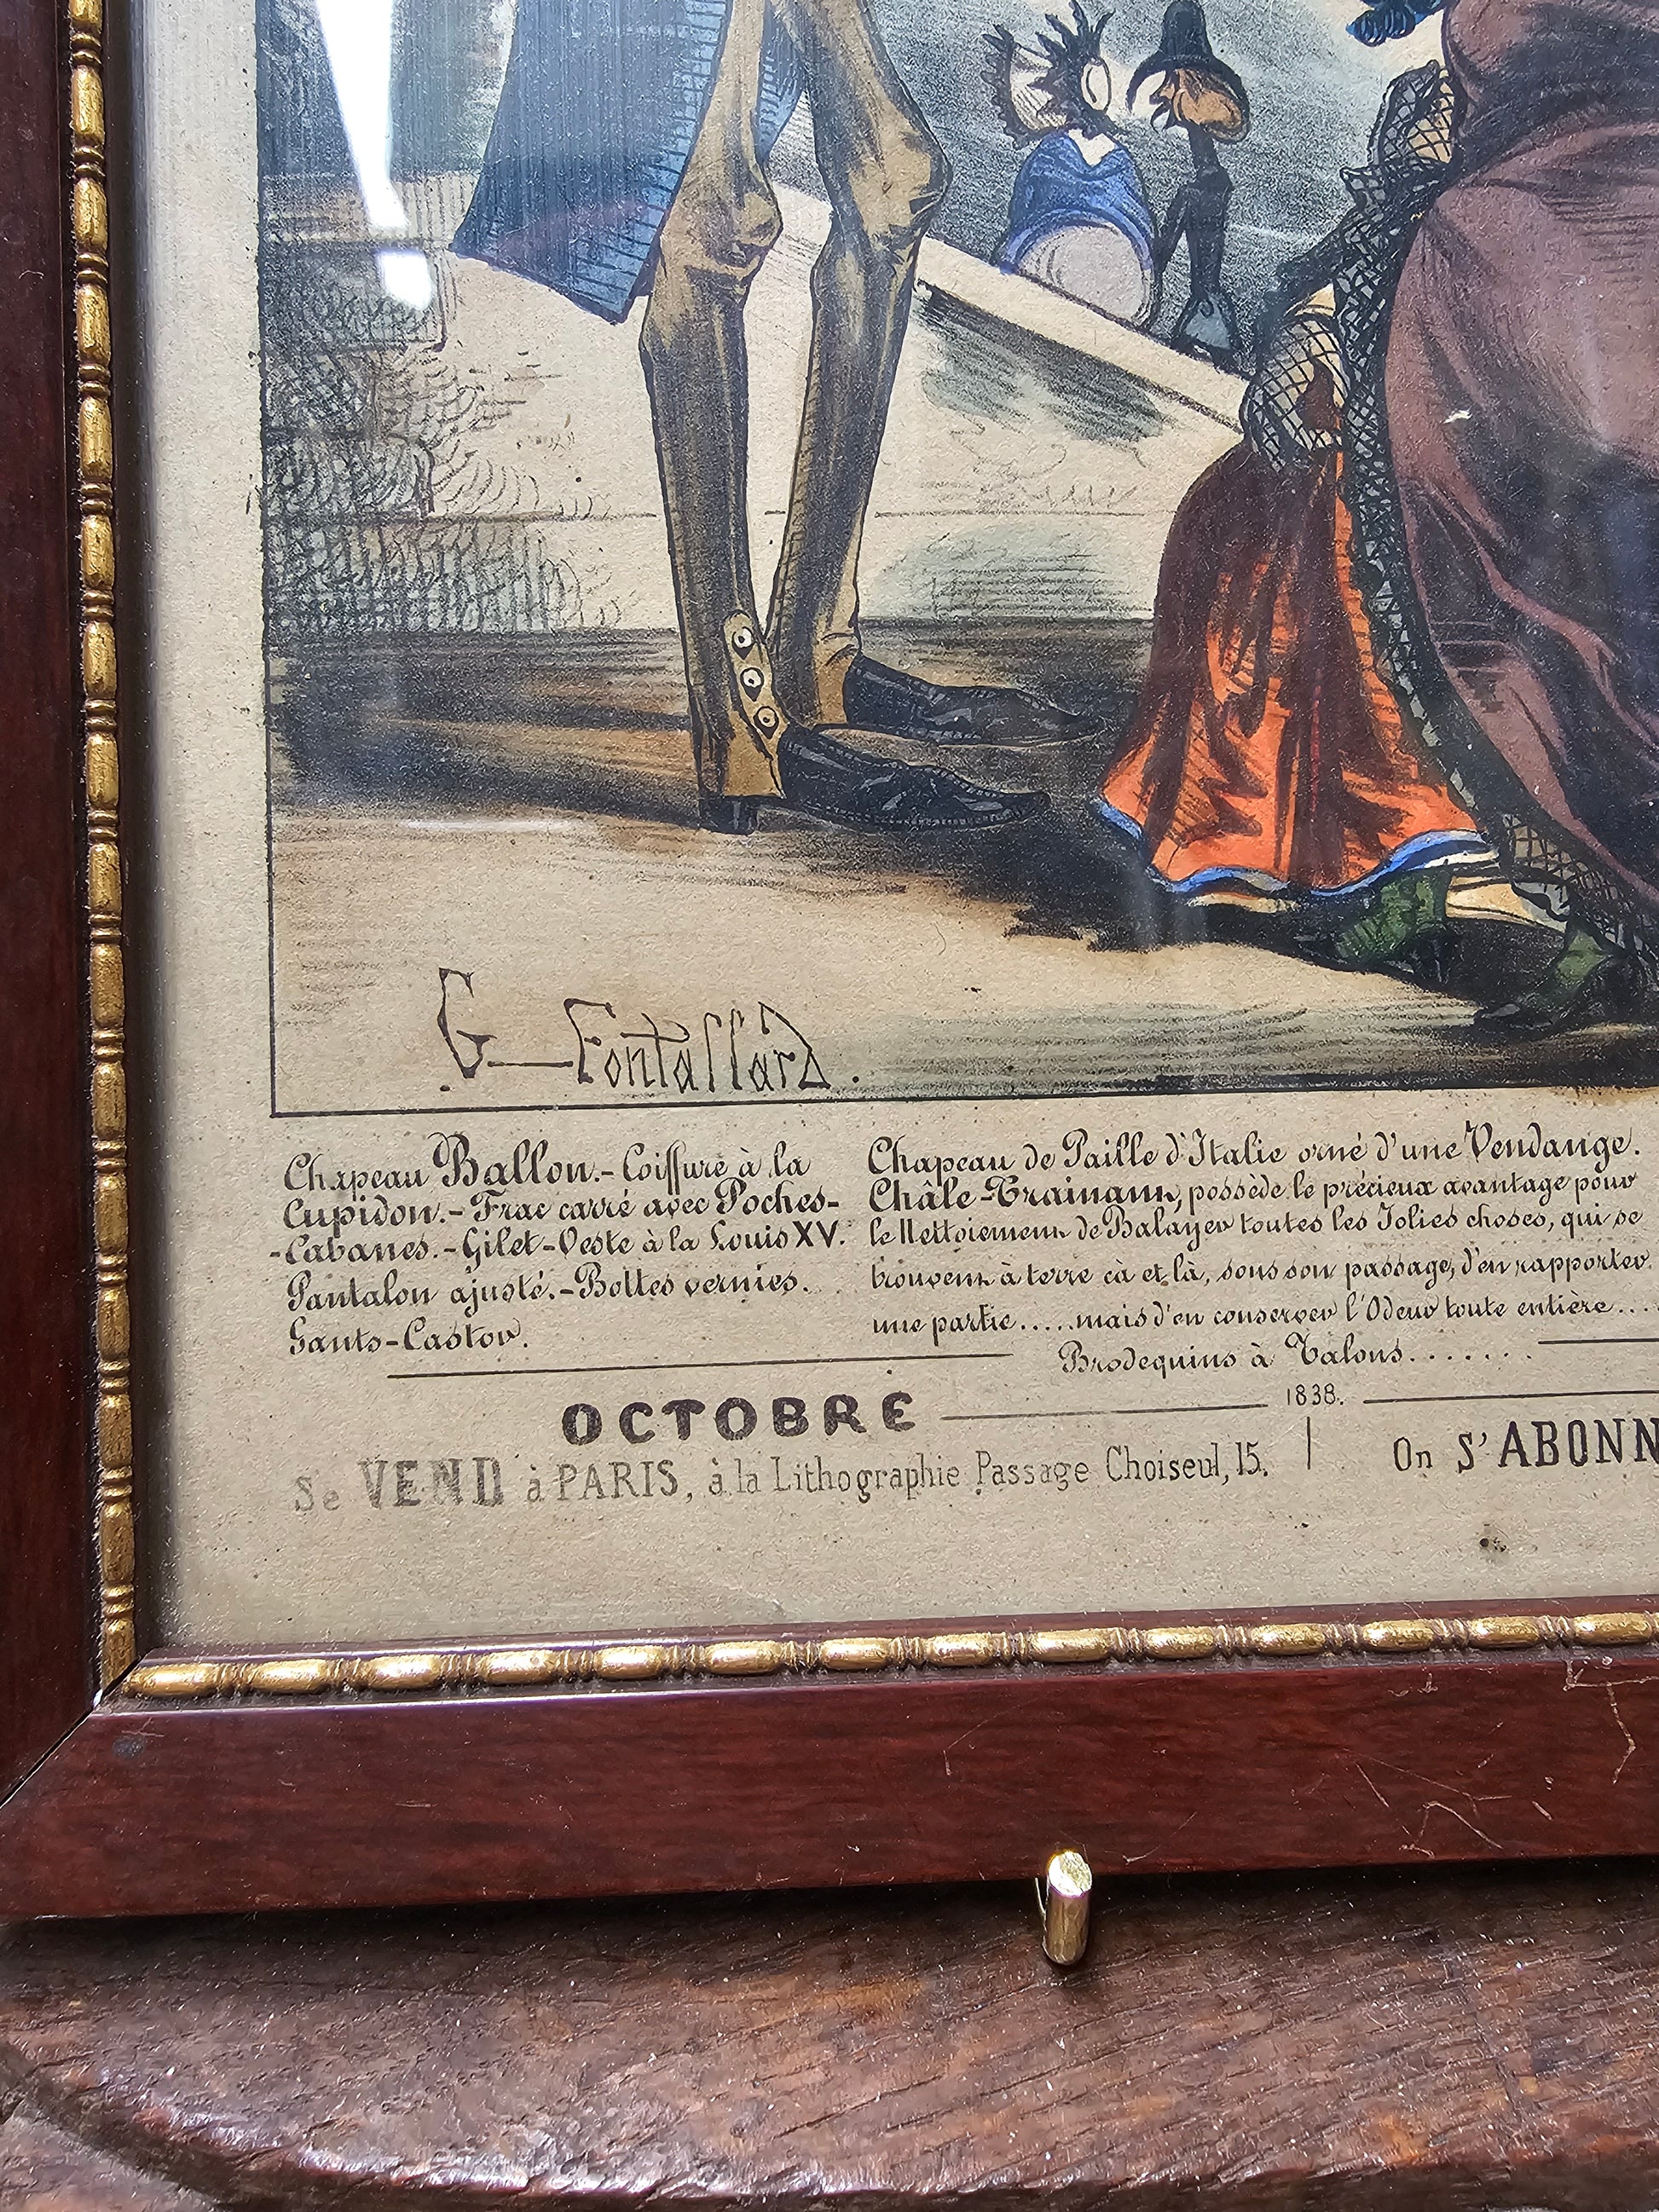 G—Fontallard.
Chapeau Ballon.-Coiffure à la
Cupidon.-Frac carré avec Poches-
-Cabanes.-Gilet-Veste à la Louis XV.
Pantalon ajusté.-Bottes vernies.
Gants-Castor.
Chapeau de Paille d'Italie orné d'une Vendange.
Châle-Trainant, possède le précieux avantage pour
le Nettoiement de Balayer toutes les Jolies choses, qui se
trouvent à terre cà et là, sous son passage, d'en rapporter
une partie.....mais d'en conserver l'Odeur toute entière....
Brodequins à Talons.......
OCTOBRE
1838.
Se VEND à PARIS, à la Lithographie Passage Choiseul, 15.
On S'ABONN